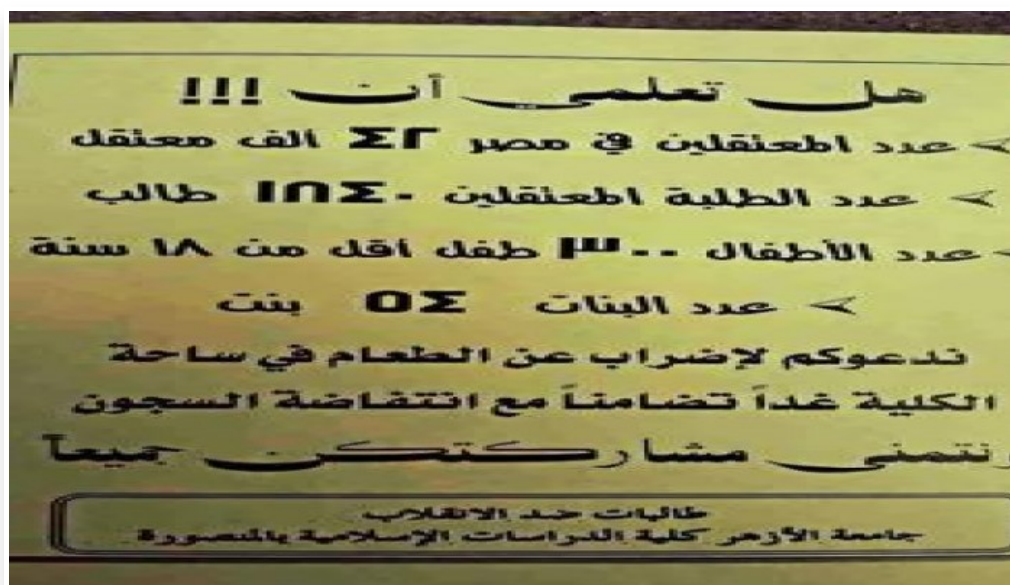 هل تعلمي أن !!!
> عدد المعتقلين في مصر ٤٢ ألف معتقل
> عدد الطلبة المعتقلين ١٨٤٠ طالب
> عدد الأطفال ٣٠٠ طفل أقل من ١٨ سنة
> عدد البنات ٥٤ بنت
ندعوكم لإضراب عن الطعام في ساحة
الكلية غداً تضامناً مع انتفاضة السجون
ونتمنى مشاركتكن جميعاً
طالبات ضد الانقلاب
جامعة الأزهر كلية الدراسات الإسلامية بالمنصورة